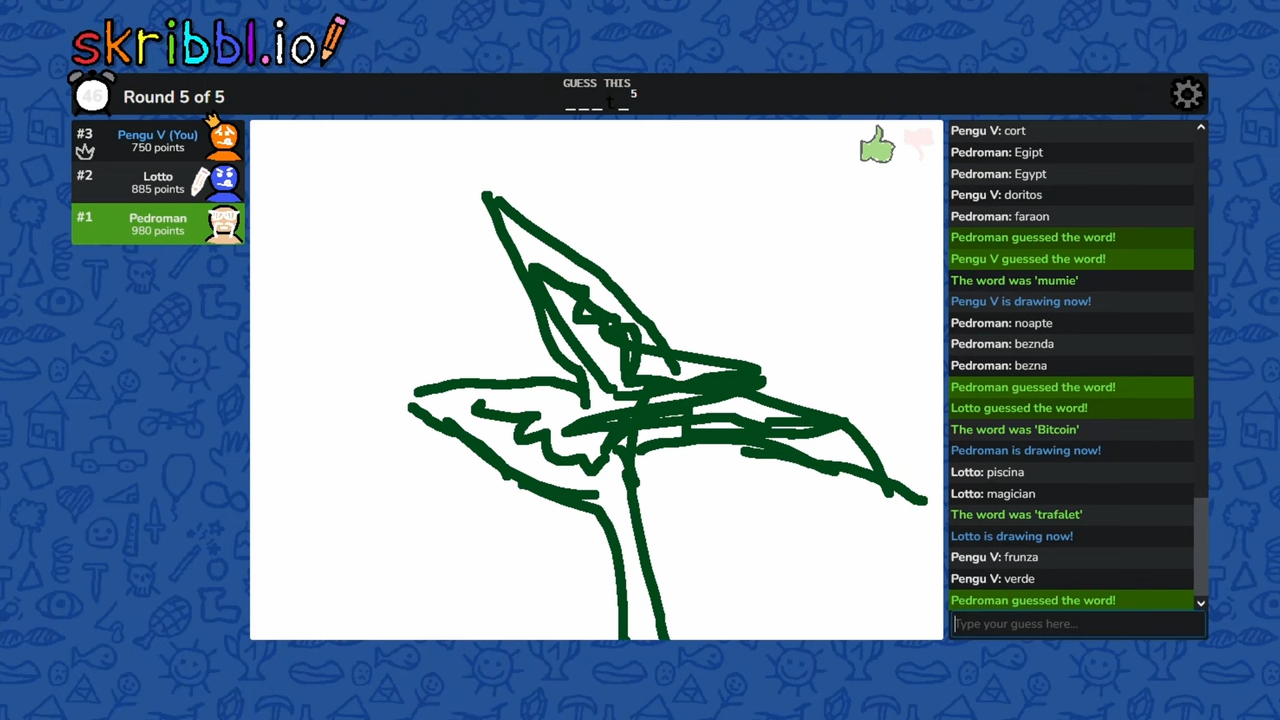 skribbl.io
46
Round 5 of 5
GUESS THIS
___t_ 5
#3
Pengu V (You)
750 points
#2
Lotto
885 points
#1
Pedroman
980 points
Pengu V: cort
Pedroman: Egipt
Pedroman: Egypt
Pengu V: doritos
Pedroman: faraon
Pedroman guessed the word!
Pengu V guessed the word!
The word was 'mumie'
Pengu V is drawing now!
Pedroman: noapte
Pedroman: beznda
Pedroman: bezna
Pedroman guessed the word!
Lotto guessed the word!
The word was 'Bitcoin'
Pedroman is drawing now!
Lotto: piscina
Lotto: magician
The word was 'trafalet'
Lotto is drawing now!
Pengu V: frunza
Pengu V: verde
Pedroman guessed the word!
Type your guess here...